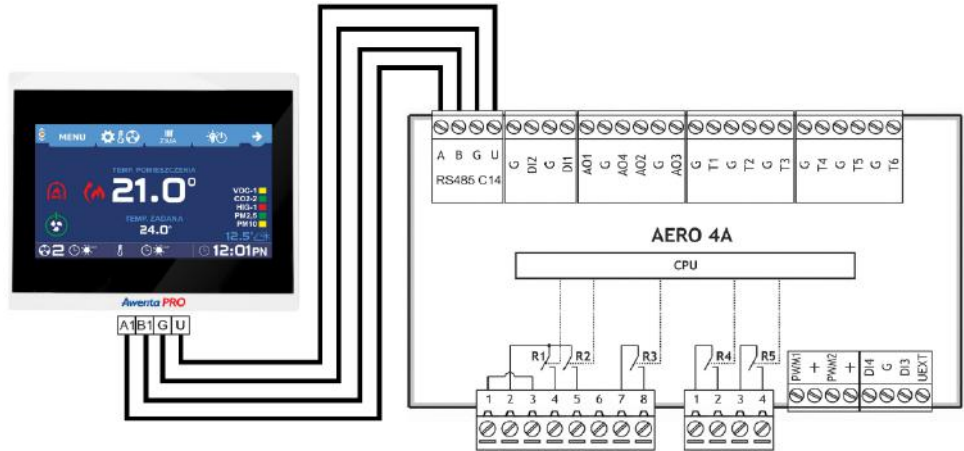 MENU ZIMA
TEMP. POMIESZCZENIA
21.0°
TEMP. ZADANA
24.0°
VOC-1
CO2-2
HIG-1
PM2,5
PM10
12.5°
2 12:01PN
Awenta PRO
A1 B1 G U
A B G U
RS485 C14
G DI2 G DI1
AO1 G AO4 AO2 G AO3
G T1 G T2 G T3
G T4 G T5 G T6
AERO 4A
CPU
R1 R2 R3 R4 R5
1 2 3 4 5 6 7 8
1 2 3 4
PWM1 + PWM2 +
DI4 G DI3 UEXT